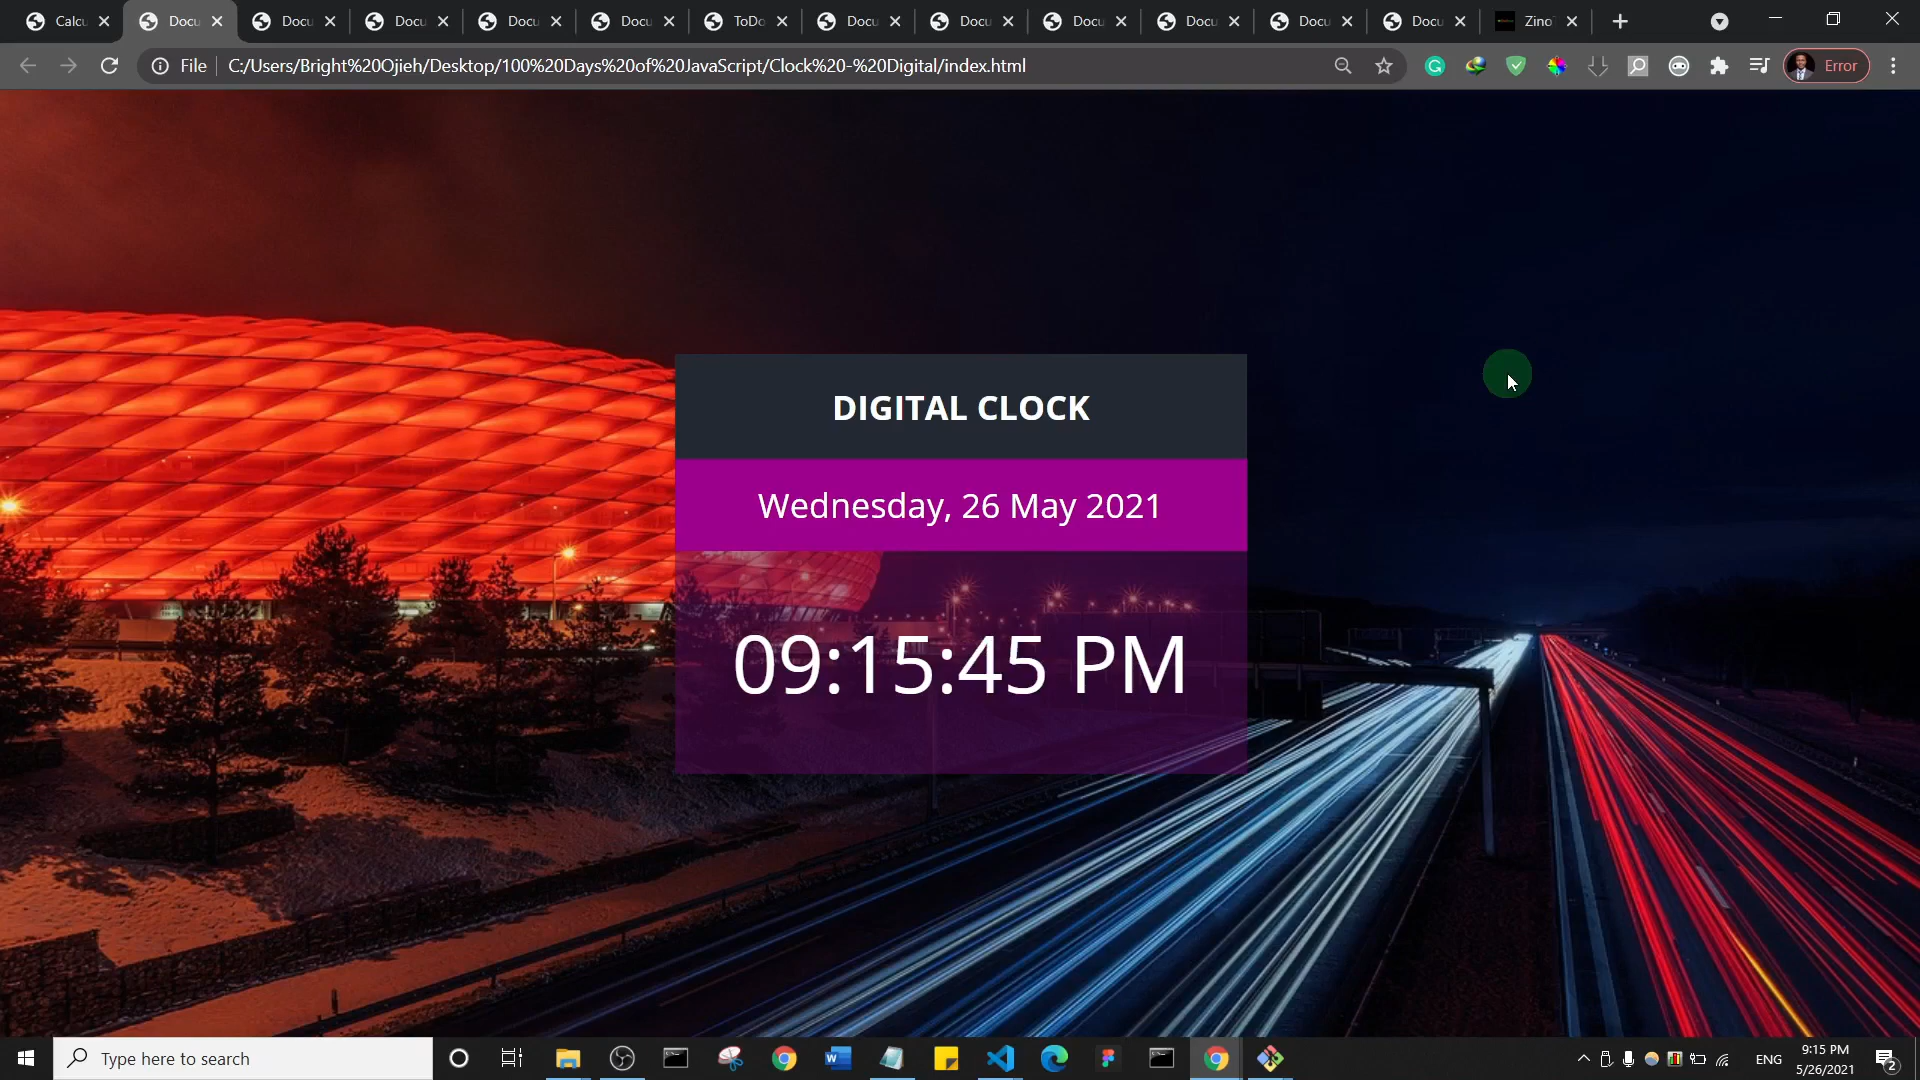 Calcu
Docu
Docu
Docu
Docu
Docu
ToDo
Docu
Docu
Docu
Docu
Docu
Docu
ZinoT
File
C:/Users/Bright%20Ojieh/Desktop/100%20Days%20of%20JavaScript/Clock%20-%20Digital/index.html
Error
DIGITAL CLOCK
Wednesday, 26 May 2021
09:15:45 PM
Type here to search
ENG
9:15 PM
5/26/2021
2